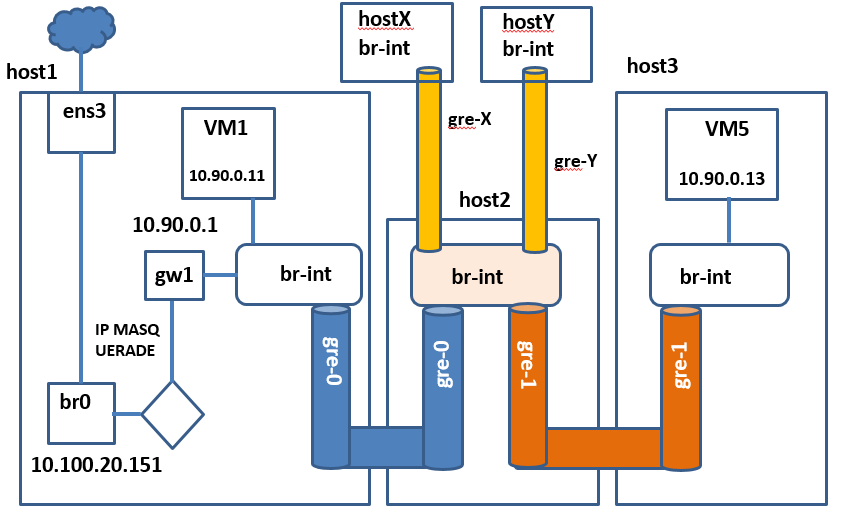 hostX
br-int
hostY
br-int
host1
host3
ens3
VM1
10.90.0.11
gre-X
gre-Y
VM5
10.90.0.13
host2
10.90.0.1
gw1
br-int
br-int
br-int
IP MASQ
UERADE
gre-0
gre-0
gre-1
gre-1
br0
10.100.20.151